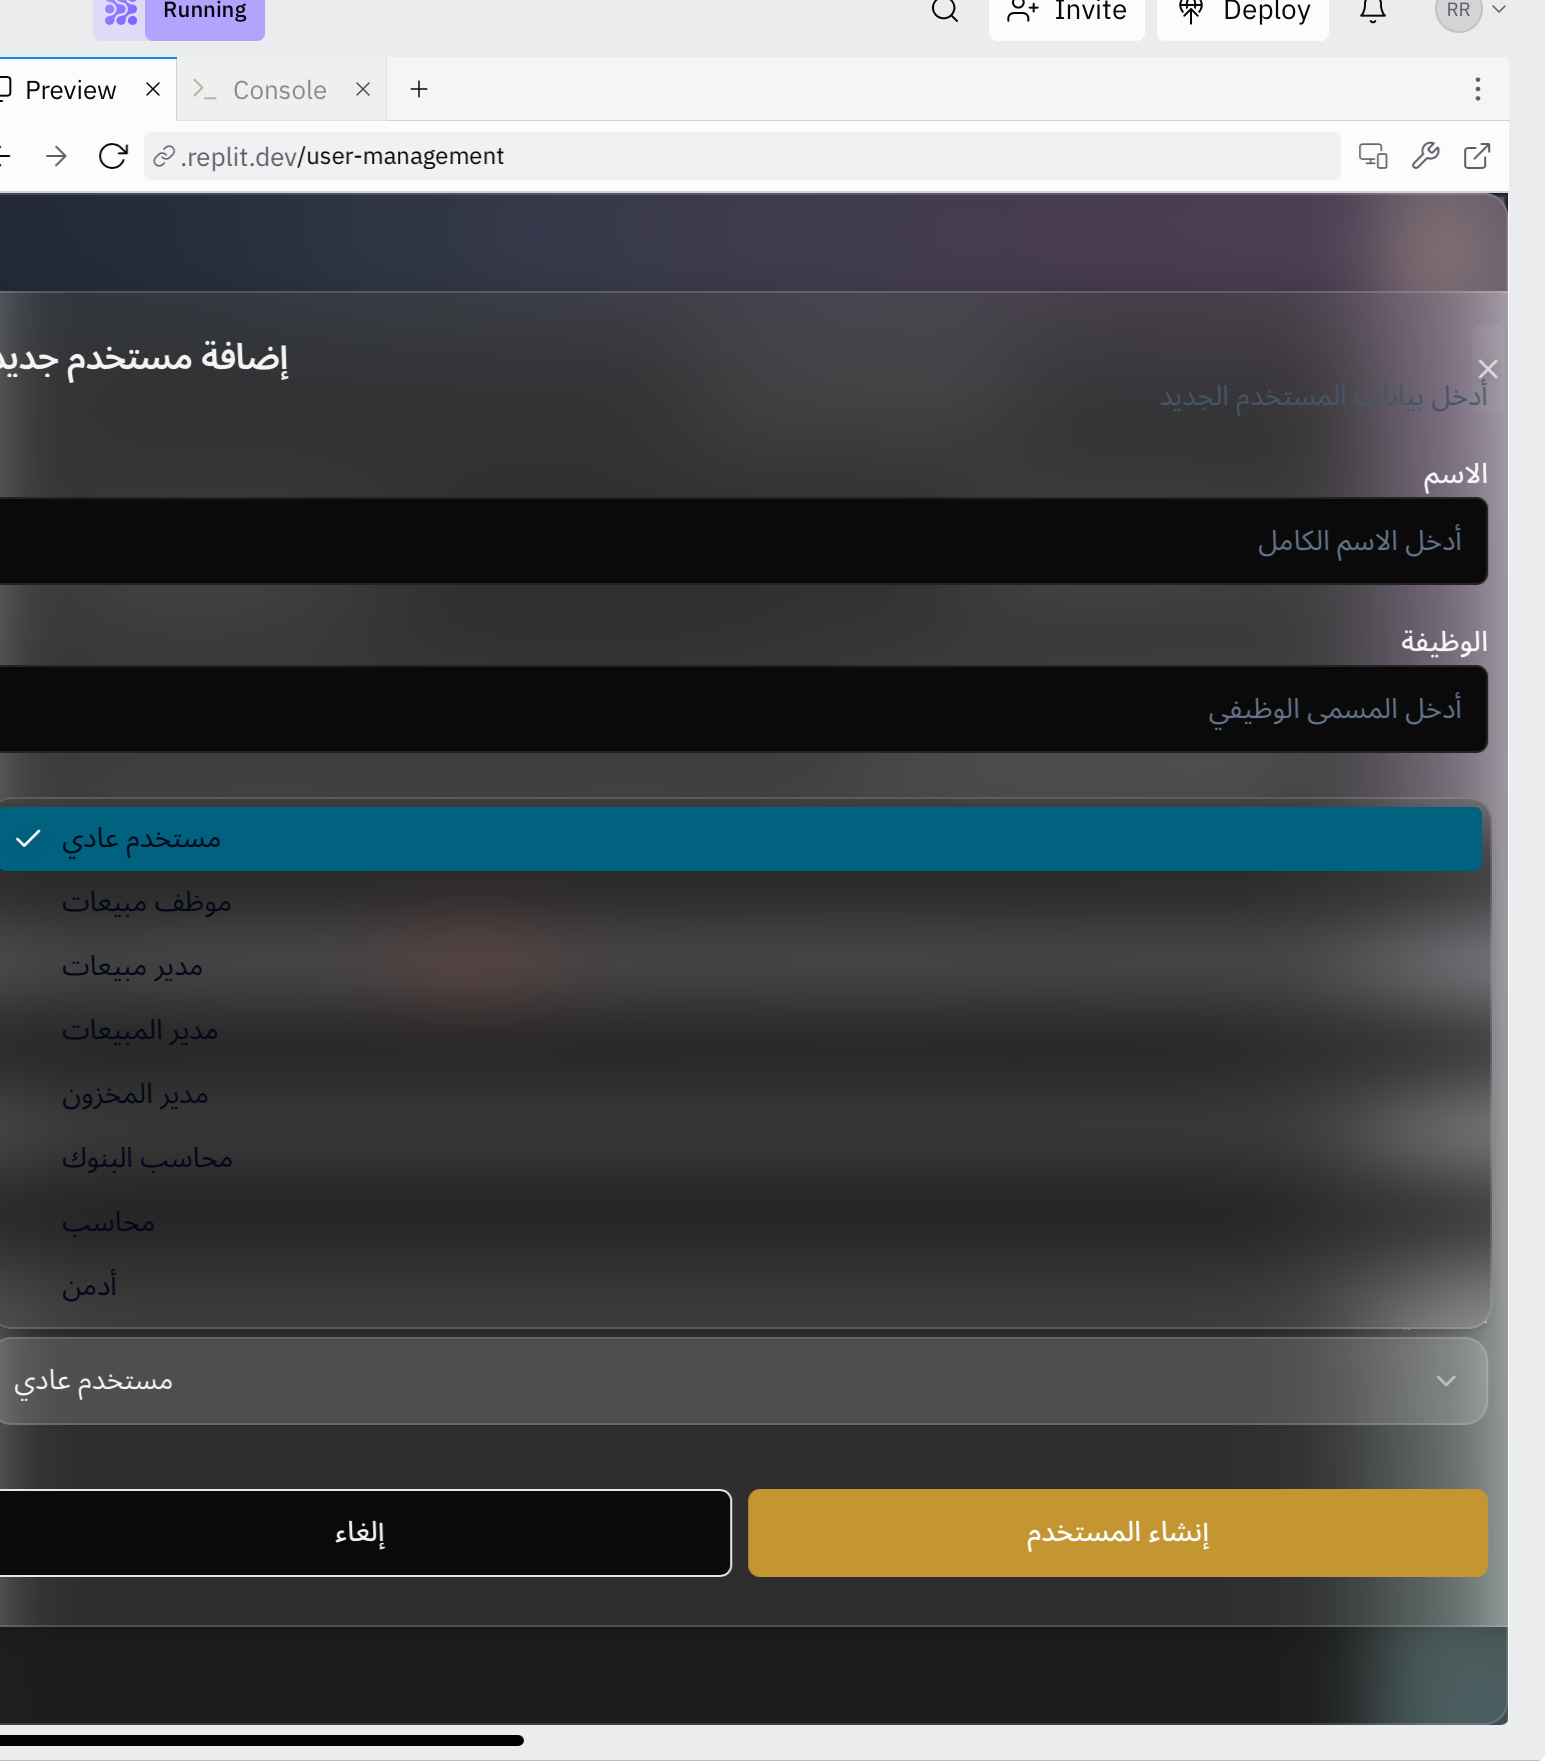 Running
Invite
Deploy
RR
Preview
Console
.replit.dev/user-management
إضافة مستخدم جديد
أدخل بيانات المستخدم الجديد
الاسم
أدخل الاسم الكامل
الوظيفة
أدخل المسمى الوظيفي
مستخدم عادي
موظف مبيعات
مدير مبيعات
مدير المبيعات
مدير المخزون
محاسب البنوك
محاسب
أدمن
مستخدم عادي
إنشاء المستخدم
إلغاء